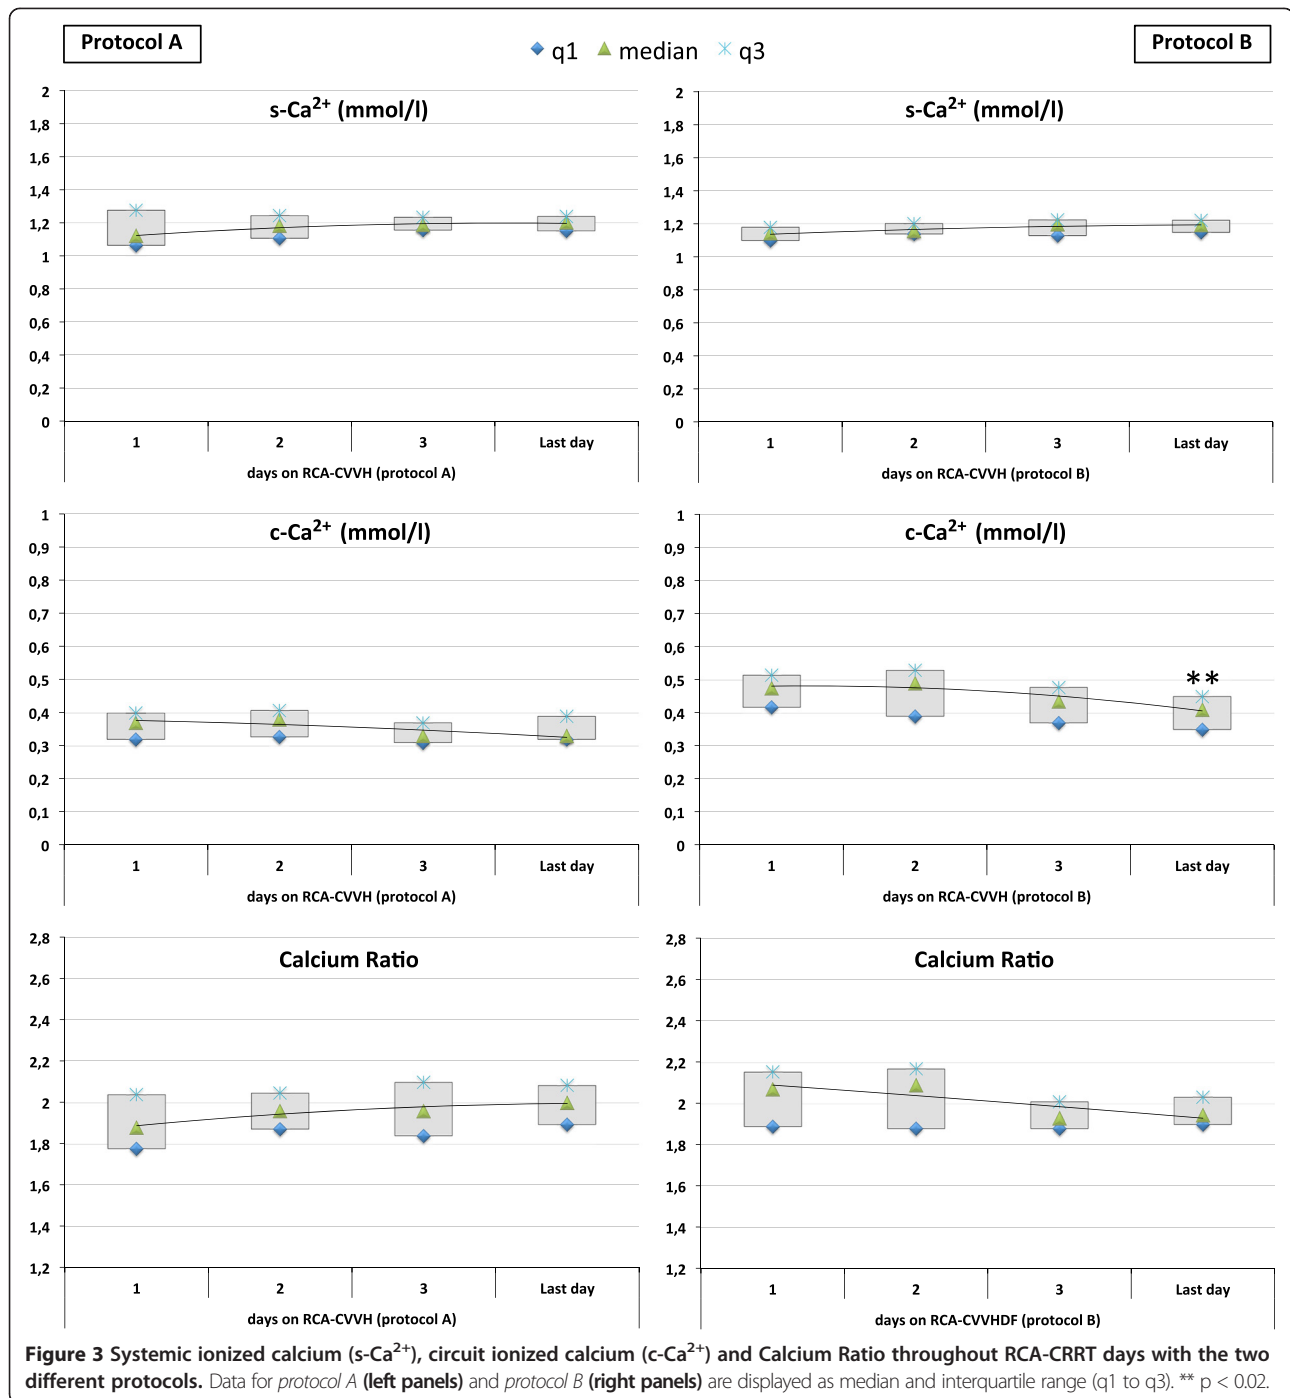 Protocol A
q1 median q3
Protocol B
s-Ca²⁺ (mmol/l)
2
1,8
1,6
1,4
1,2
1
0,8
0,6
0,4
0,2
0
1 2 3 Last day
days on RCA-CVVH (protocol A)
s-Ca²⁺ (mmol/l)
2
1,8
1,6
1,4
1,2
1
0,8
0,6
0,4
0,2
0
1 2 3 Last day
days on RCA-CVVH (protocol B)
c-Ca²⁺ (mmol/l)
1
0,9
0,8
0,7
0,6
0,5
0,4
0,3
0,2
0,1
0
1 2 3 Last day
days on RCA-CVVH (protocol A)
c-Ca²⁺ (mmol/l)
1
0,9
0,8
0,7
0,6
0,5
0,4
0,3
0,2
0,1
0
**
1 2 3 Last day
days on RCA-CVVH (protocol B)
Calcium Ratio
2,8
2,6
2,4
2,2
2
1,8
1,6
1,4
1,2
1 2 3 Last day
days on RCA-CVVH (protocol A)
Calcium Ratio
2,8
2,6
2,4
2,2
2
1,8
1,6
1,4
1,2
1 2 3 Last day
days on RCA-CVVHDF (protocol B)
Figure 3 Systemic ionized calcium (s-Ca²⁺), circuit ionized calcium (c-Ca²⁺) and Calcium Ratio throughout RCA-CRRT days with the two
different protocols. Data for protocol A (left panels) and protocol B (right panels) are displayed as median and interquartile range (q1 to q3). ** p < 0.02.